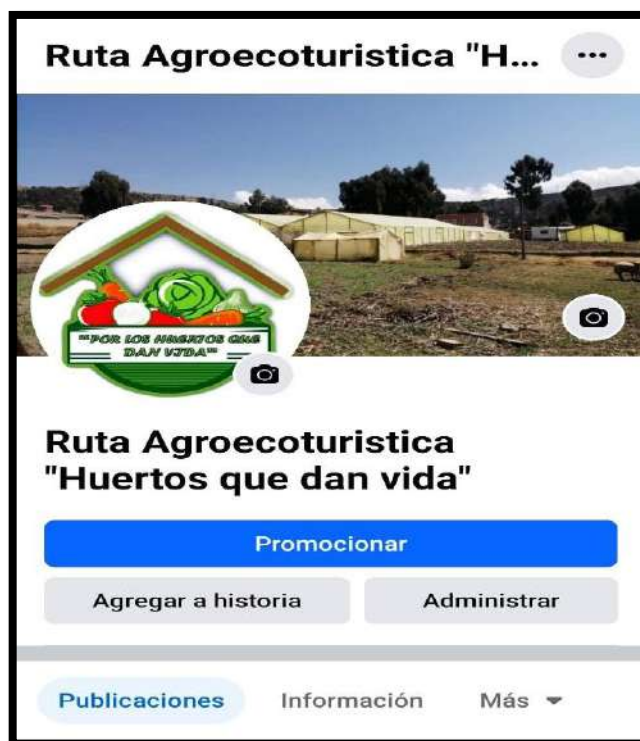 Ruta Agroecoturistica "H...
"POR LOS HUERTOS QUE
DAN VIDA"
Ruta Agroecoturistica
"Huertos que dan vida"
Promocionar
Agregar a historia
Administrar
Publicaciones
Información
Más